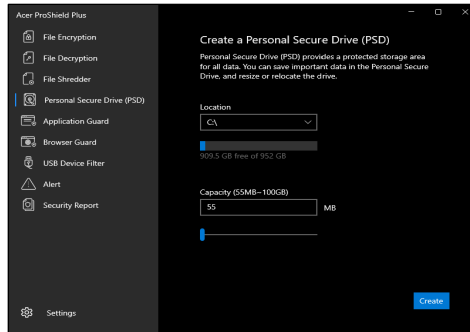 Acer ProShield Plus
File Encryption
File Decryption
File Shredder
Personal Secure Drive (PSD)
Application Guard
Browser Guard
USB Device Filter
Alert
Security Report
Settings
Create a Personal Secure Drive (PSD)
Personal Secure Drive (PSD) provides a protected storage area
for all data. You can save important data in the Personal Secure
Drive, and resize or relocate the drive.
Location
C:\
909.5 GB free of 952 GB
Capacity (55MB~100GB)
55 MB
Create